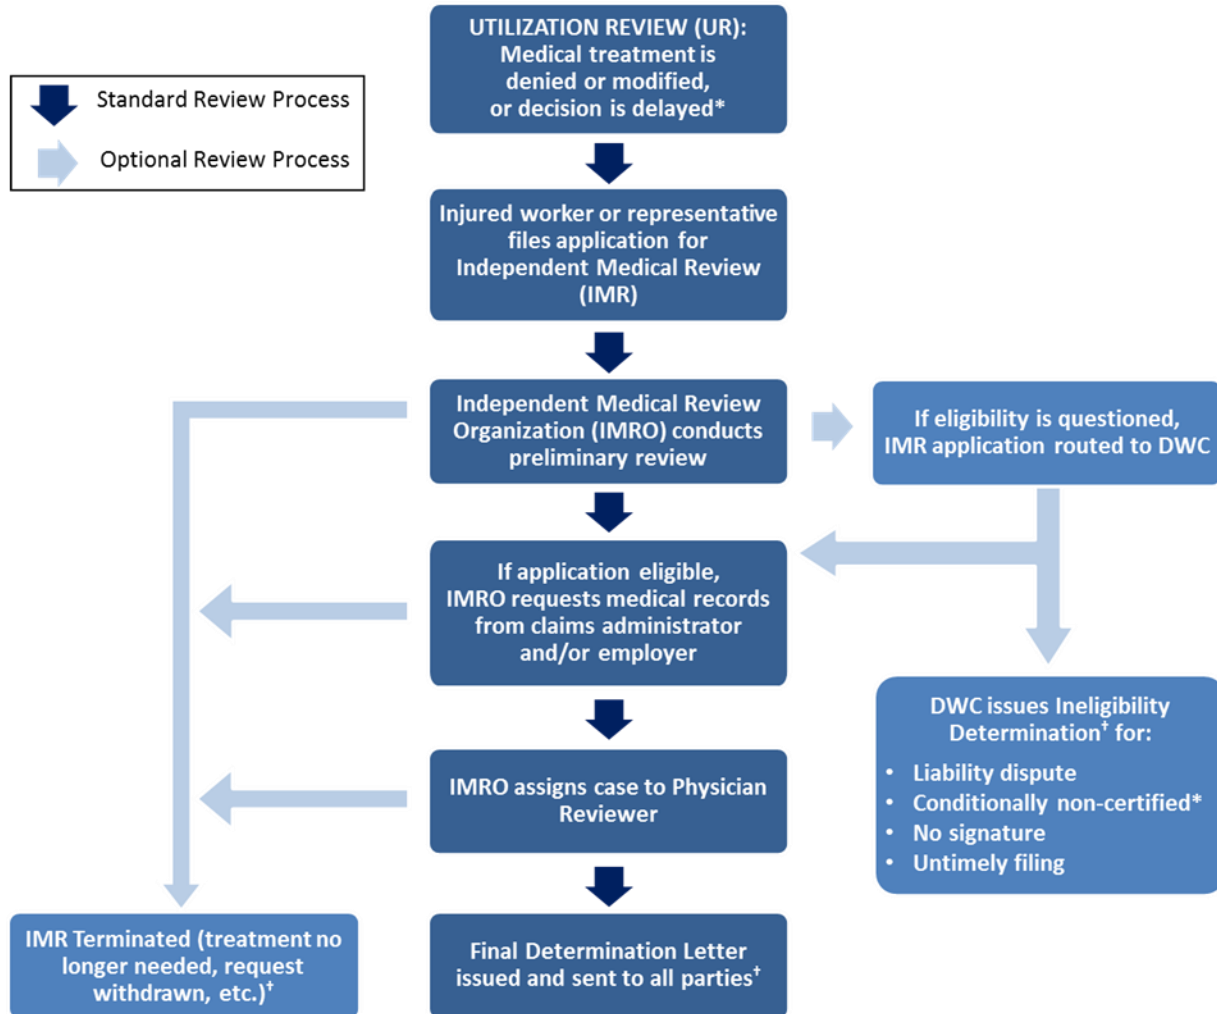 UTILIZATION REVIEW (UR):
Medical treatment is
denied or modified,
or decision is delayed*
Standard Review Process
Optional Review Process
Injured worker or representative
files application for
Independent Medical Review
(IMR)
Independent Medical Review
Organization (IMRO) conducts
preliminary review
If eligibility is questioned,
IMR application routed to DWC
If application eligible,
IMRO requests medical records
from claims administrator
and/or employer
DWC issues Ineligibility
Determination† for:
• Liability dispute
• Conditionally non-certified*
• No signature
• Untimely filing
IMRO assigns case to Physician
Reviewer
IMR Terminated (treatment no
longer needed, request
withdrawn, etc.)†
Final Determination Letter
issued and sent to all parties†